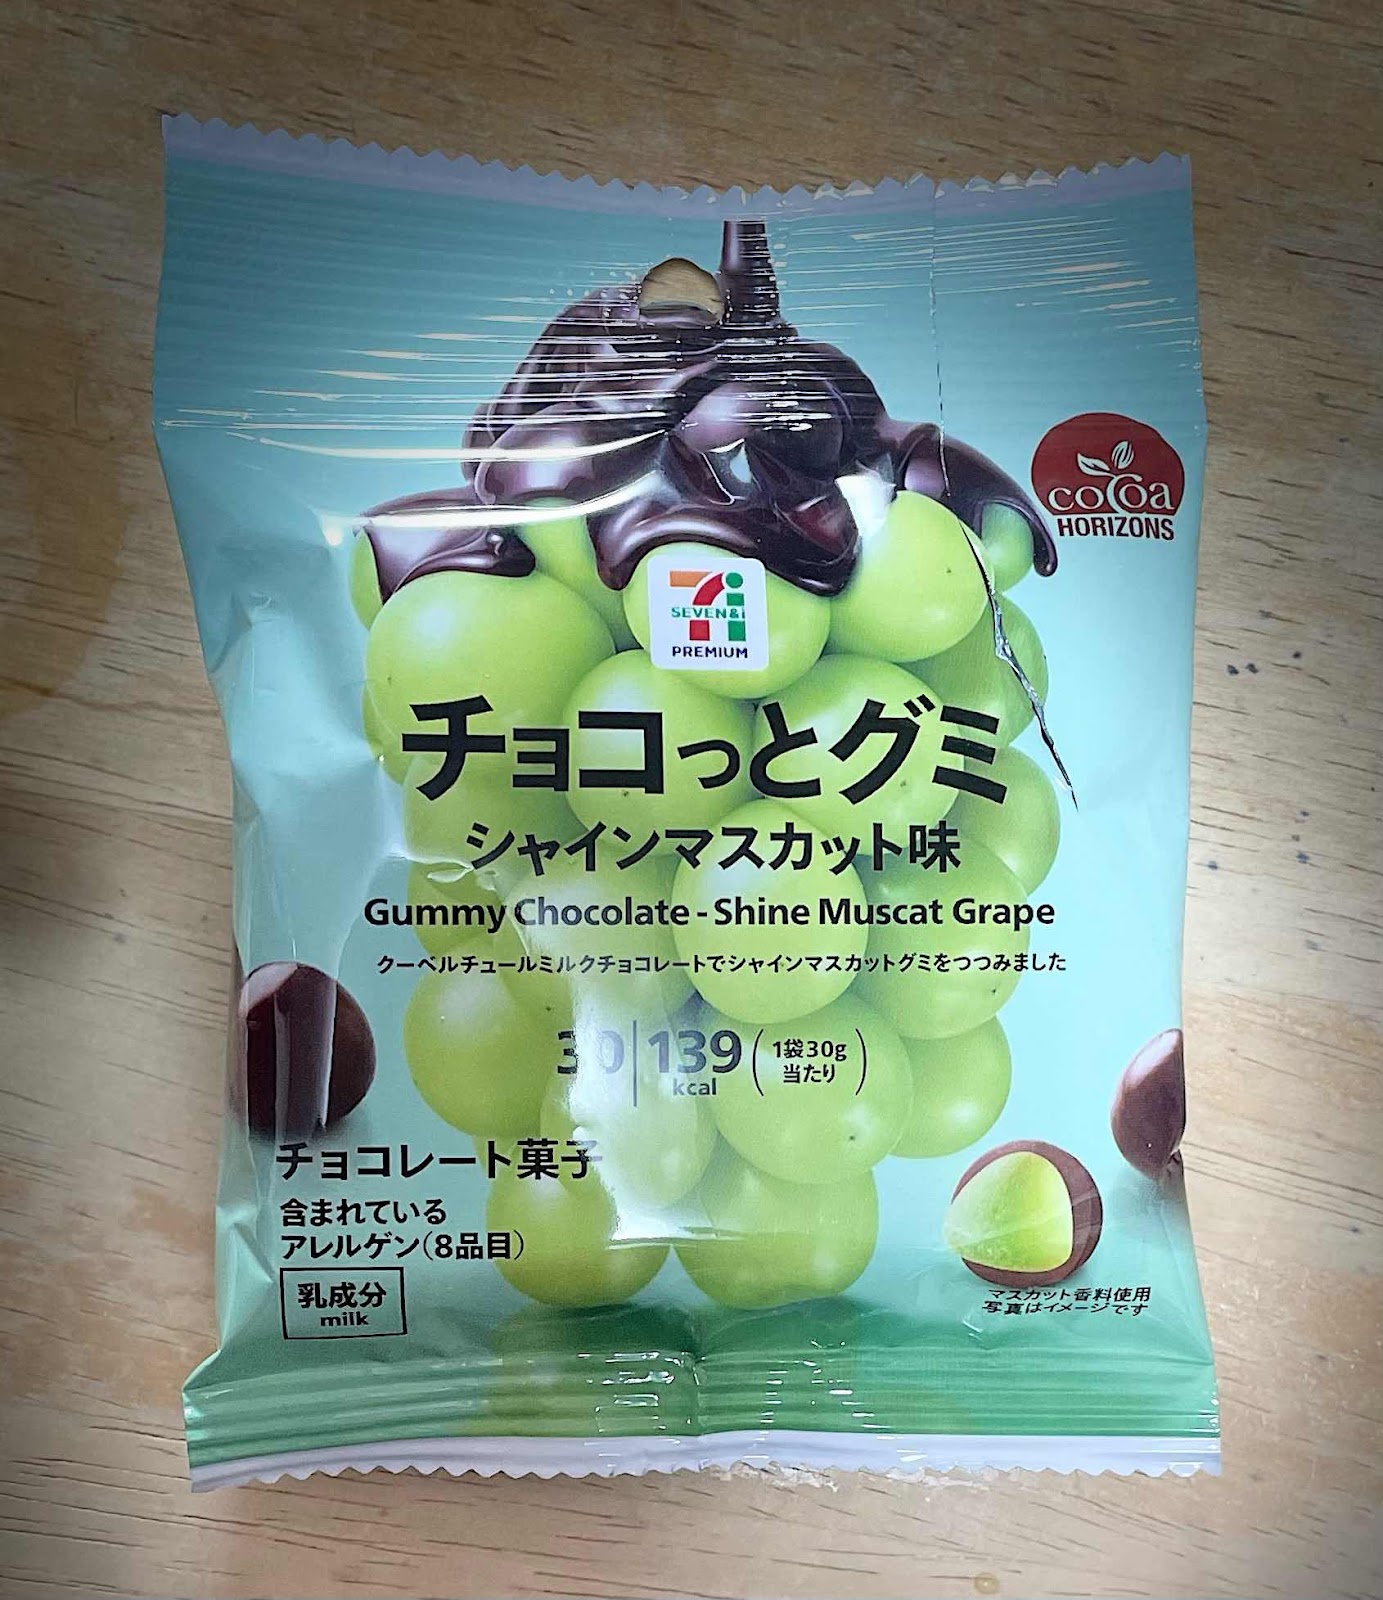 cocoa
HORIZONS
SEVEN&i
PREMIUM
チョコっとグミ
シャインマスカット味
Gummy Chocolate - Shine Muscat Grape
クーベルチュールミルクチョコレートでシャインマスカットグミをつつみました
30 139 kcal (1袋30g当たり)
チョコレート菓子
含まれている
アレルゲン(8品目)
乳成分
milk
マスカット香料使用
写真はイメージです